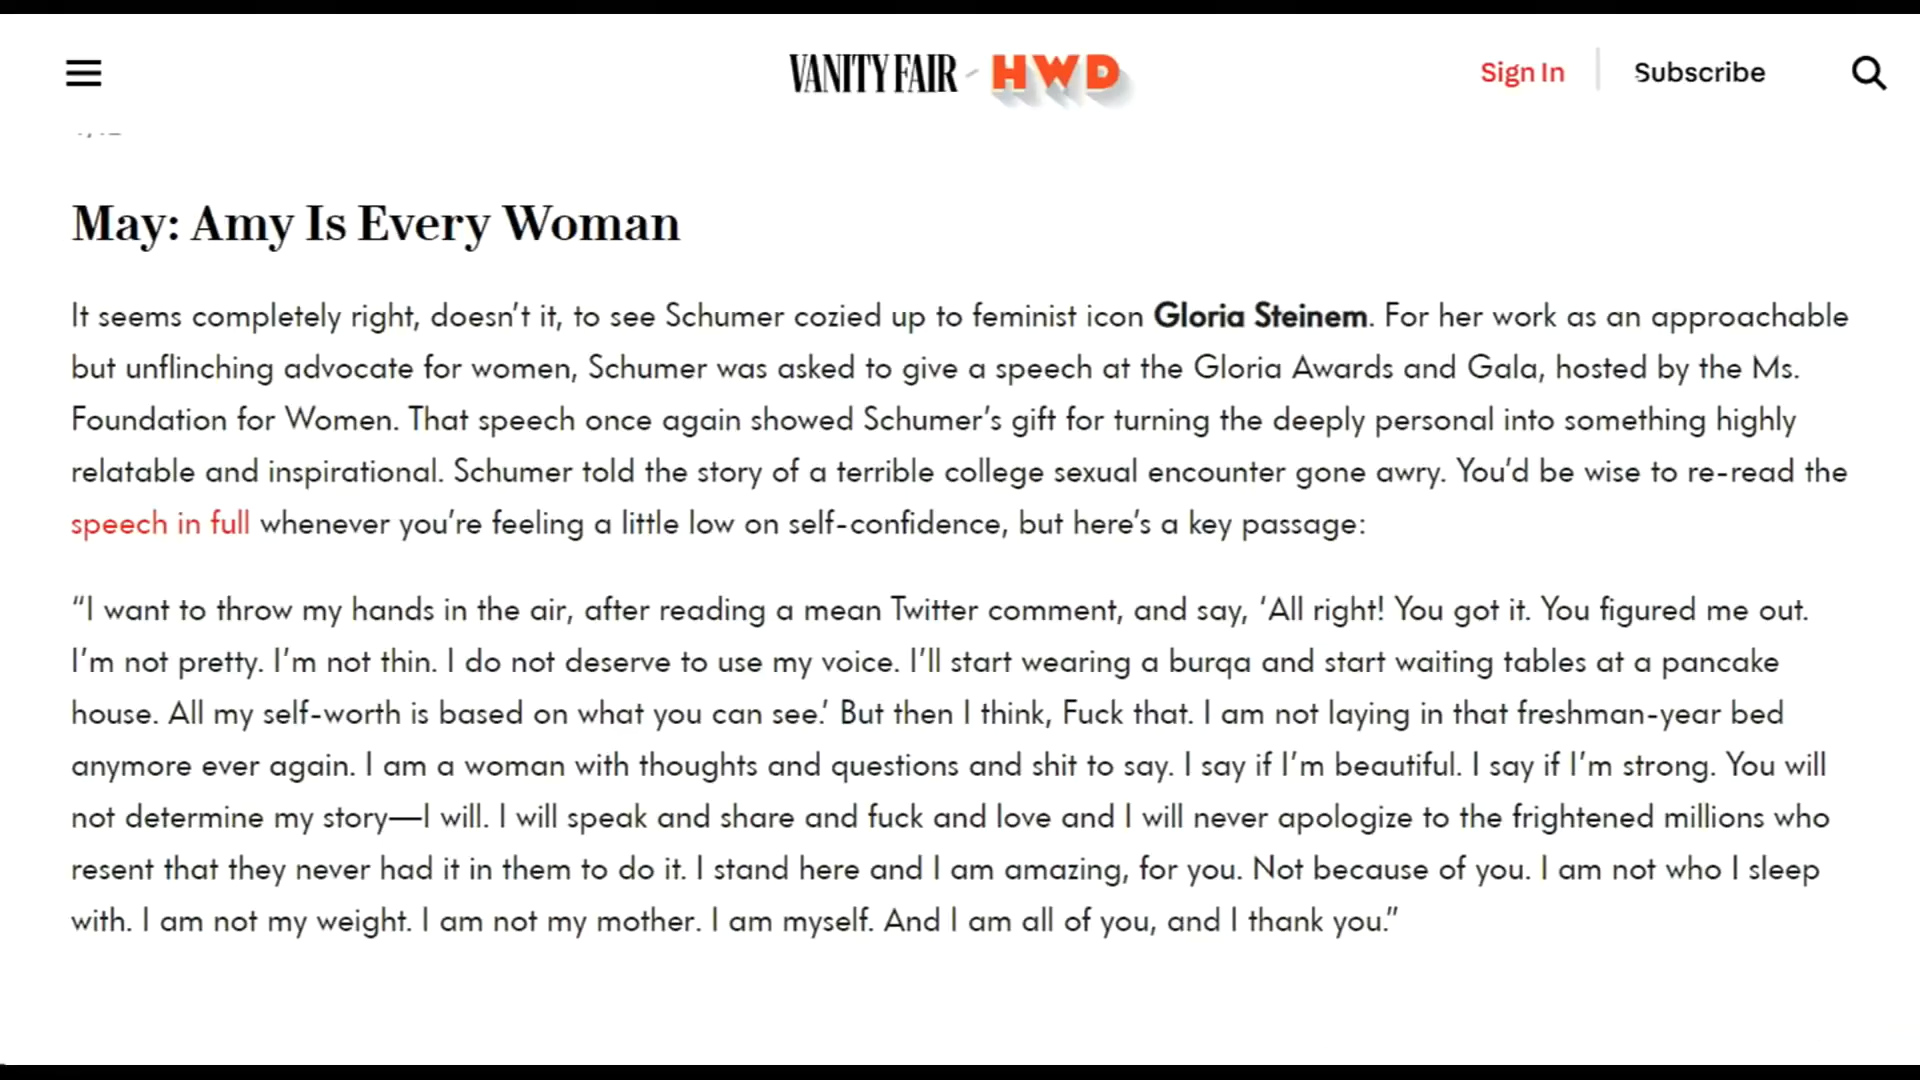 VANITY FAIR HWD
Sign In
Subscribe
May: Amy Is Every Woman
It seems completely right, doesn’t it, to see Schumer cozied up to feminist icon Gloria Steinem. For her work as an approachable
but unflinching advocate for women, Schumer was asked to give a speech at the Gloria Awards and Gala, hosted by the Ms.
Foundation for Women. That speech once again showed Schumer’s gift for turning the deeply personal into something highly
relatable and inspirational. Schumer told the story of a terrible college sexual encounter gone awry. You’d be wise to re-read the
speech in full whenever you’re feeling a little low on self-confidence, but here’s a key passage:
“I want to throw my hands in the air, after reading a mean Twitter comment, and say, ‘All right! You got it. You figured me out.
I’m not pretty. I’m not thin. I do not deserve to use my voice. I’ll start wearing a burqa and start waiting tables at a pancake
house. All my self-worth is based on what you can see.’ But then I think, Fuck that. I am not laying in that freshman-year bed
anymore ever again. I am a woman with thoughts and questions and shit to say. I say if I’m beautiful. I say if I’m strong. You will
not determine my story—I will. I will speak and share and fuck and love and I will never apologize to the frightened millions who
resent that they never had it in them to do it. I stand here and I am amazing, for you. Not because of you. I am not who I sleep
with. I am not my weight. I am not my mother. I am myself. And I am all of you, and I thank you.”